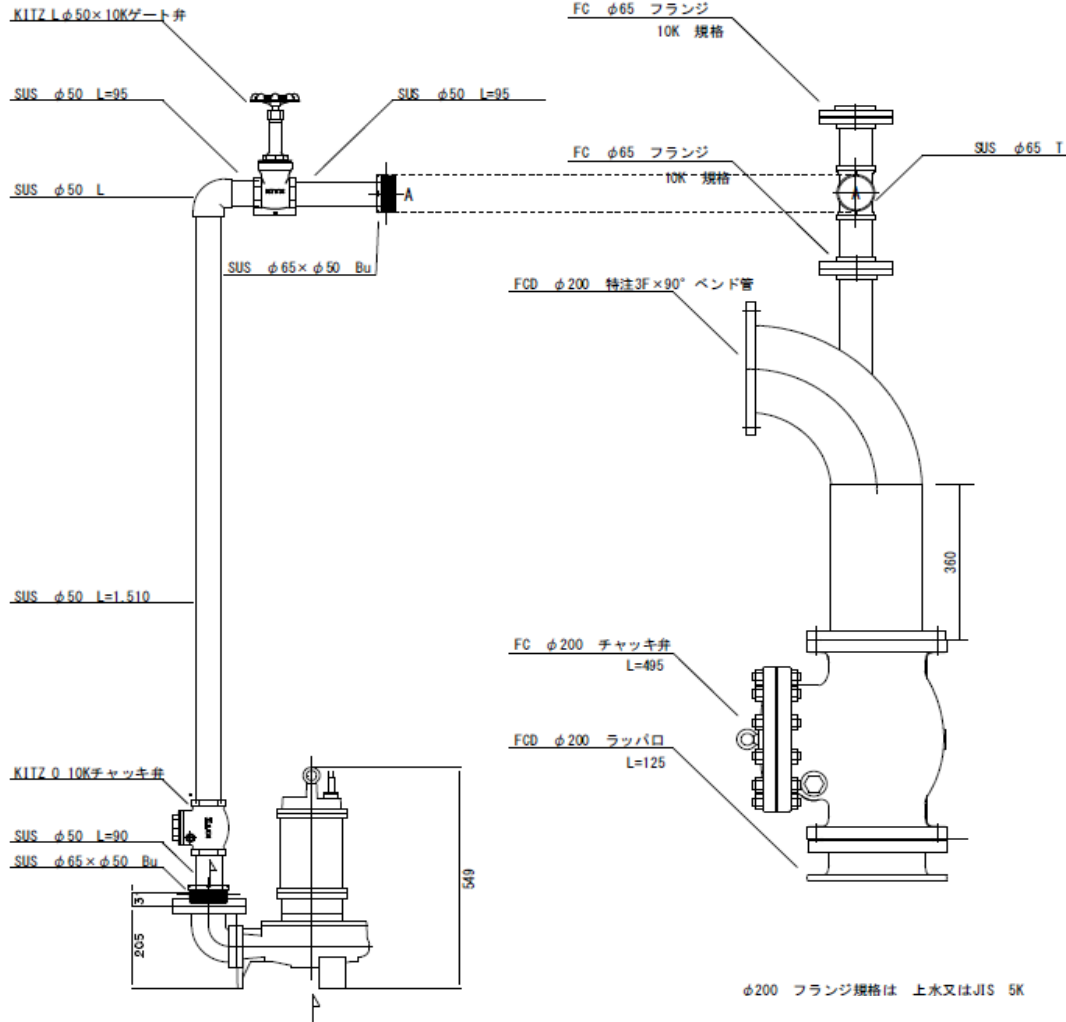 KITZ Lφ50×10Kゲート弁
FC φ65 フランジ
10K 規格
SUS φ50 L=95
SUS φ50 L=95
FC φ65 フランジ
10K 規格
SUS φ65 T
SUS φ50 L
KITZ
A
A
SUS φ65×φ50 Bu
FCD φ200 特注3F×90° ベンド管
360
SUS φ50 L=1.510
FC φ200 チャッキ弁
L=495
FCD φ200 ラッパ口
L=125
KITZ O 10Kチャッキ弁
SUS φ50 L=90
SUS φ65×φ50 Bu
31
205
549
φ200 フランジ規格は 上水又はJIS 5K